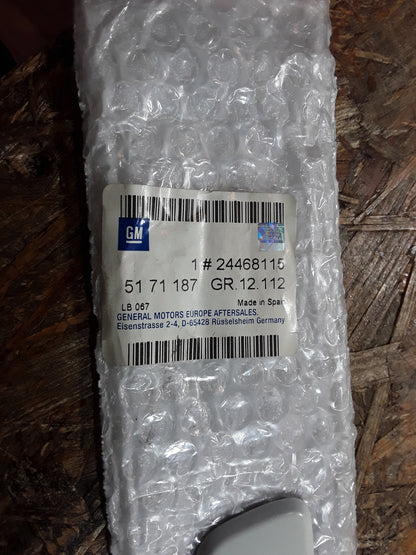 GM
1 # 24468115
51 71 187 GR.12.112
LB 067 Made in Spain
GENERAL MOTORS EUROPE AFTERSALES,
Eisenstrasse 2-4, D-65428 Rüsselsheim Germany